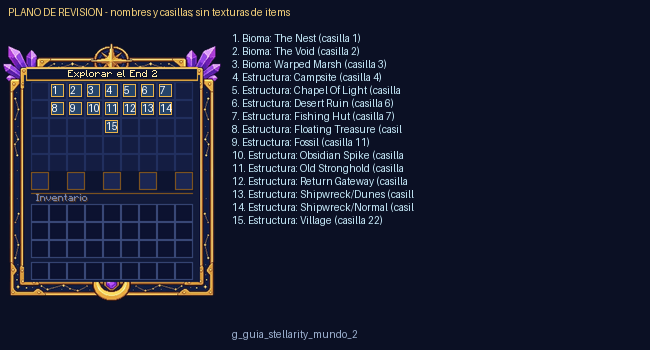 PLANO DE REVISION - nombres y casillas; sin texturas de items
Explorar el End 2
1 2 3 4 5 6 7
8 9 10 11 12 13 14
15
Inventario
1. Bioma: The Nest (casilla 1)
2. Bioma: The Void (casilla 2)
3. Bioma: Warped Marsh (casilla 3)
4. Estructura: Campsite (casilla 4)
5. Estructura: Chapel Of Light (casilla
6. Estructura: Desert Ruin (casilla 6)
7. Estructura: Fishing Hut (casilla 7)
8. Estructura: Floating Treasure (casil
9. Estructura: Fossil (casilla 11)
10. Estructura: Obsidian Spike (casilla
11. Estructura: Old Stronghold (casilla
12. Estructura: Return Gateway (casilla
13. Estructura: Shipwreck/Dunes (casill
14. Estructura: Shipwreck/Normal (casil
15. Estructura: Village (casilla 22)
g_guia_stellarity_mundo_2